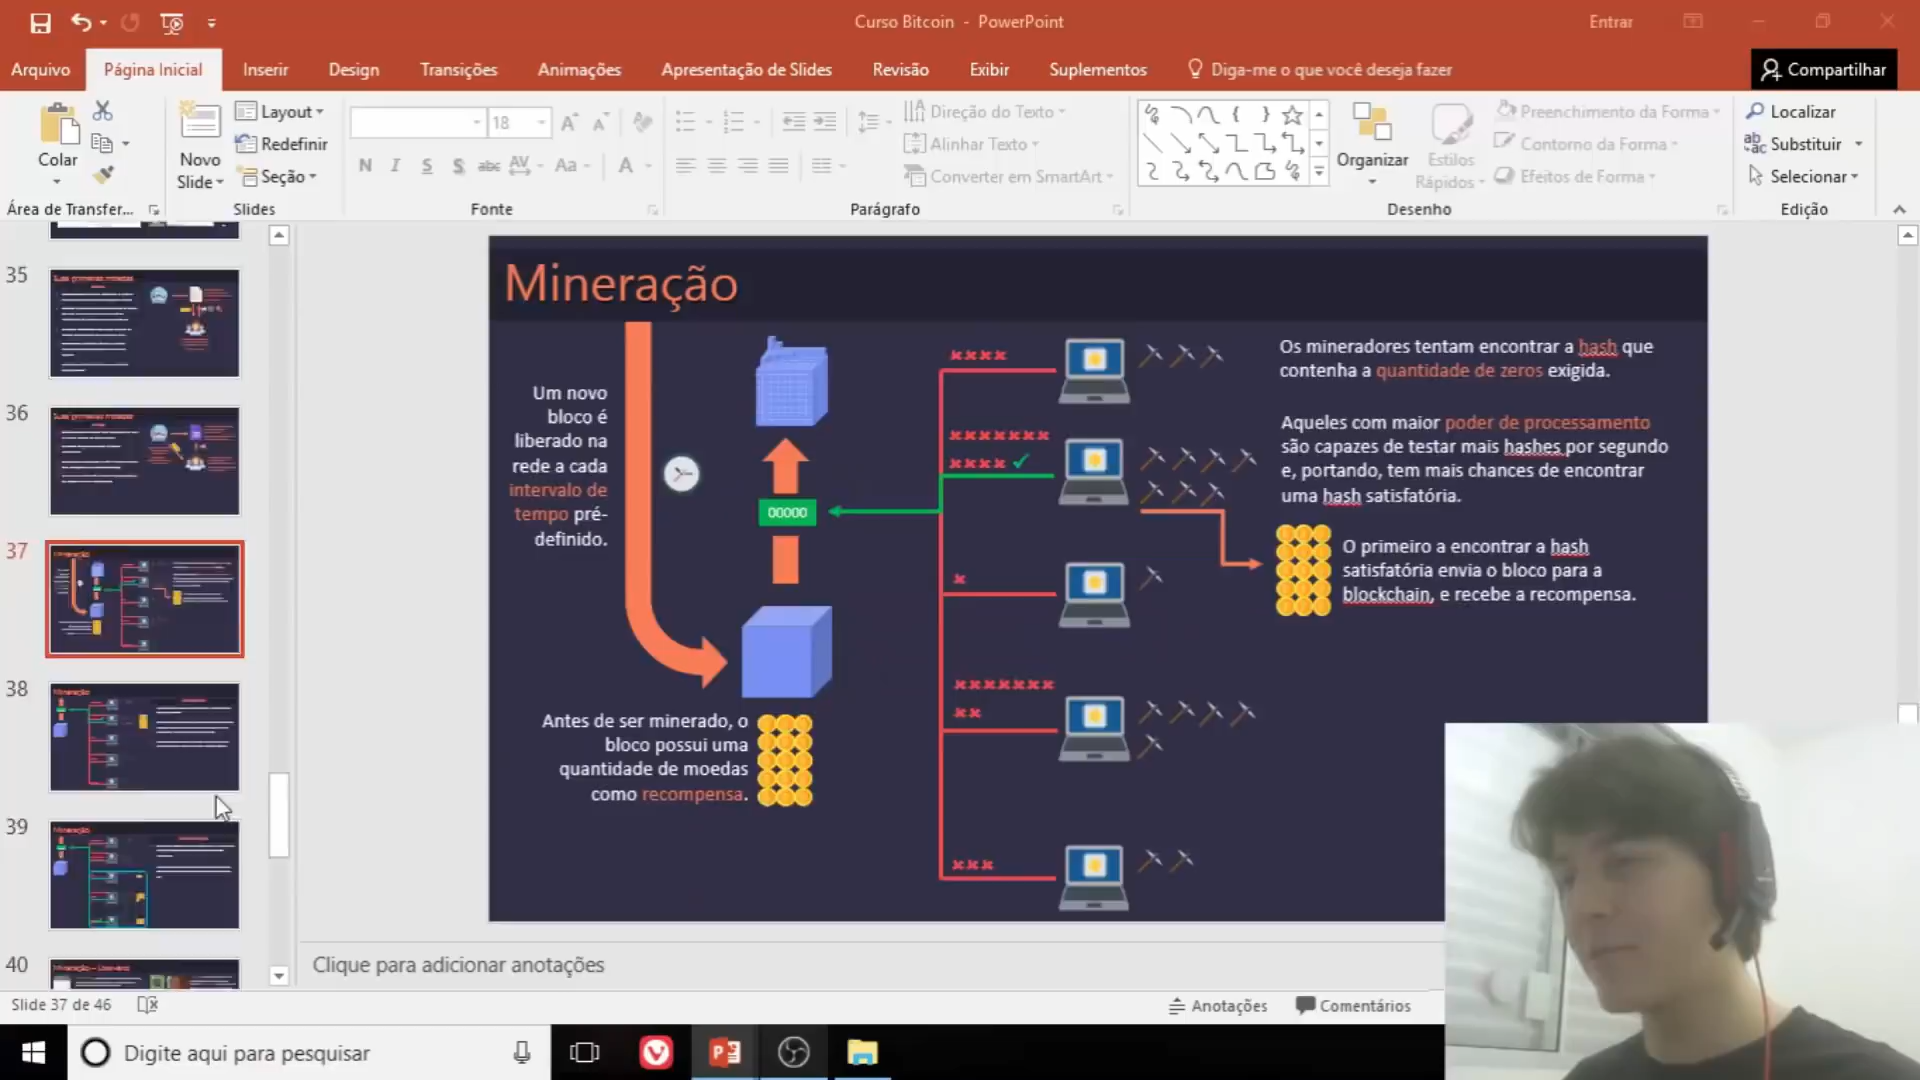 Curso Bitcoin - PowerPoint
Entrar
Arquivo
Página Inicial
Inserir
Design
Transições
Animações
Apresentação de Slides
Revisão
Exibir
Suplementos
Diga-me o que você deseja fazer
Compartilhar
Colar
Novo
Slide
Layout
Redefinir
Seção
18
N
I
S
S
abc
AV
Aa
A
Direção do Texto
Alinhar Texto
Converter em SmartArt
Organizar
Estilos
Rápidos
Preenchimento da Forma
Contorno da Forma
Efeitos de Forma
Localizar
Substituir
Selecionar
Área de Transfer...
Slides
Fonte
Parágrafo
Desenho
Edição
35
36
37
38
39
40
Mineração
Um novo
bloco é
liberado na
rede a cada
intervalo de
tempo pré-
definido.
00000
Antes de ser minerado, o
bloco possui uma
quantidade de moedas
como recompensa.
Os mineradores tentam encontrar a hash que
contenha a quantidade de zeros exigida.
Aqueles com maior poder de processamento
são capazes de testar mais hashes por segundo
e, portando, tem mais chances de encontrar
uma hash satisfatória.
O primeiro a encontrar a hash
satisfatória envia o bloco para a
blockchain, e recebe a recompensa.
Clique para adicionar anotações
Slide 37 de 46
Anotações
Comentários
Digite aqui para pesquisar